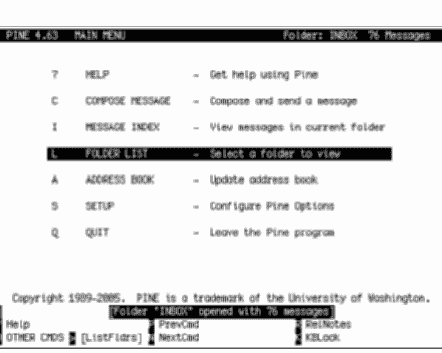 PINE 4.63 MAIN MENU Folder: INBOX 76 Messages
? HELP - Get help using Pine
C COMPOSE MESSAGE - Compose and send a message
I MESSAGE INDEX - View messages in current folder
L FOLDER LIST - Select a folder to view
A ADDRESS BOOK - Update address book
S SETUP - Configure Pine Options
Q QUIT - Leave the Pine program
Copyright 1989-2005. PINE is a trademark of the University of Washington.
[Folder "INBOX" opened with 76 messages]
Help PrevCmd RelNotes
OTHER CMDS [ListFldrs] NextCmd KBLock